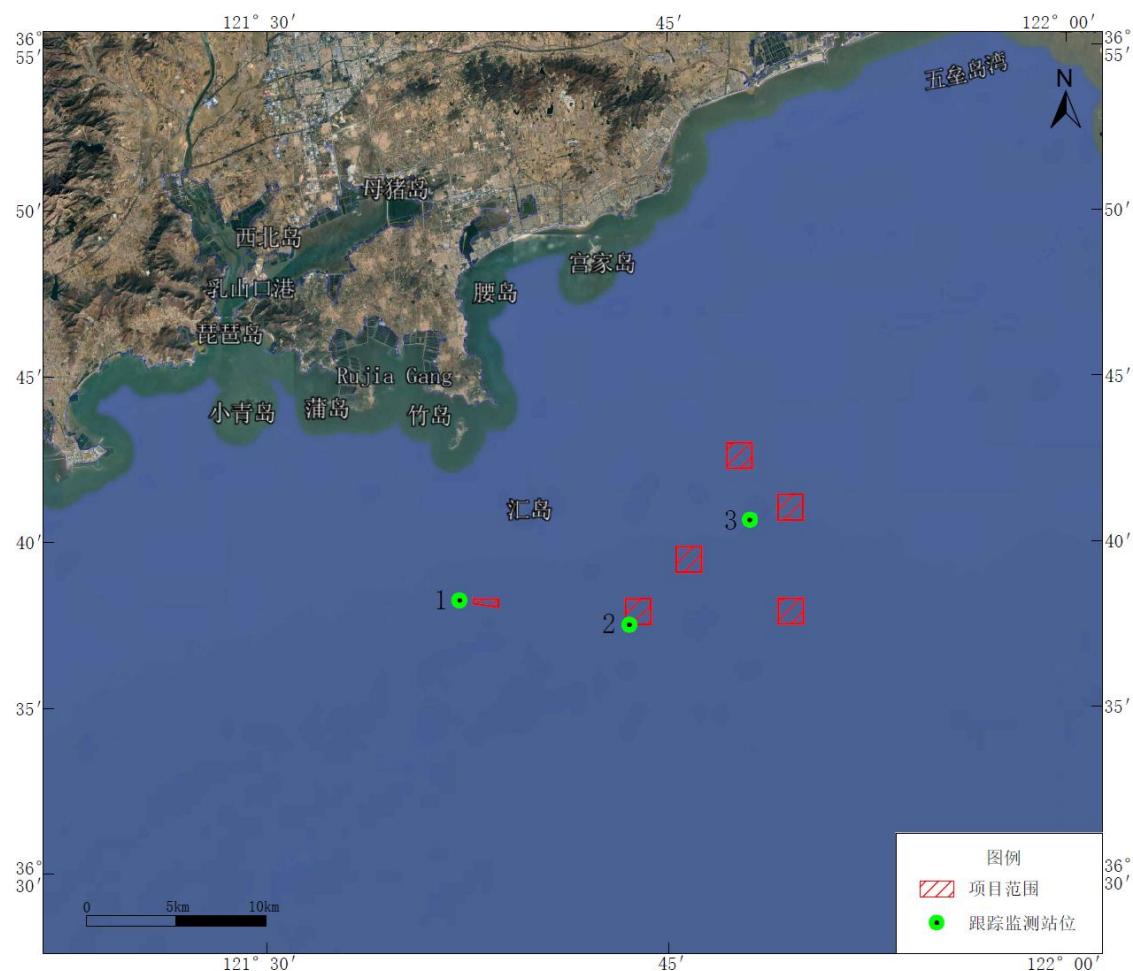 121° 30′
45′
122° 00′
36°
55′
36°
55′
五垒岛湾
N
母猪岛
50′
50′
西北岛
宫家岛
乳山口港
腰岛
琵琶岛
45′
45′
Rujia Gang
小青岛
蒲岛
竹岛
汇岛
3
40′
40′
1
2
35′
35′
图例
36°
30′
36°
30′
项目范围
0
5km
10km
跟踪监测站位
121° 30′
45′
122° 00′